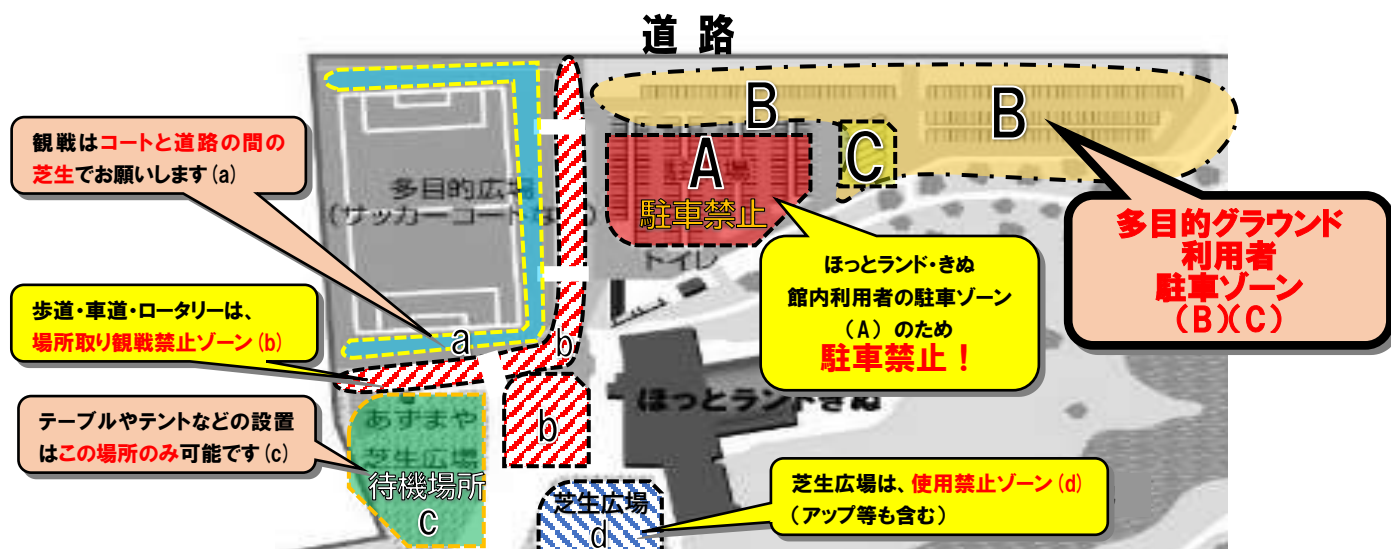 道 路
B
B
A
C
駐車場
駐車禁止
トイレ
観戦はコートと道路の間の
芝生でお願いします(a)
多目的広場
(サッカーコート
多目的グラウンド
利用者
駐車ゾーン
(B)(C)
ほっとランド・きぬ
館内利用者の駐車ゾーン
(A) のため
駐車禁止！
歩道・車道・ロータリーは、
場所取り観戦禁止ゾーン(b)
a
b
テーブルやテントなどの設置
はこの場所のみ可能です(c)
あずまや
芝生広場
待機場所
c
b
ほっとランドきぬ
芝生広場
d
芝生広場は、使用禁止ゾーン(d)
(アップ等も含む)